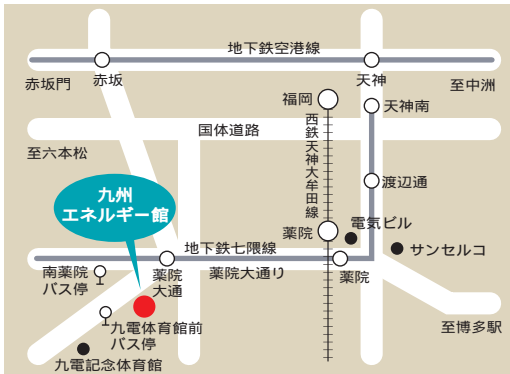 地下鉄空港線
赤坂門
赤坂
天神
至中洲
福岡
天神南
西鉄天神大牟田線
国体道路
至六本松
渡辺通
九州
エネルギー館
電気ビル
薬院
サンセルコ
地下鉄七隈線
南薬院
バス停
薬院
大通
薬院大通り
薬院
九電体育館前
バス停
至博多駅
九電記念体育館